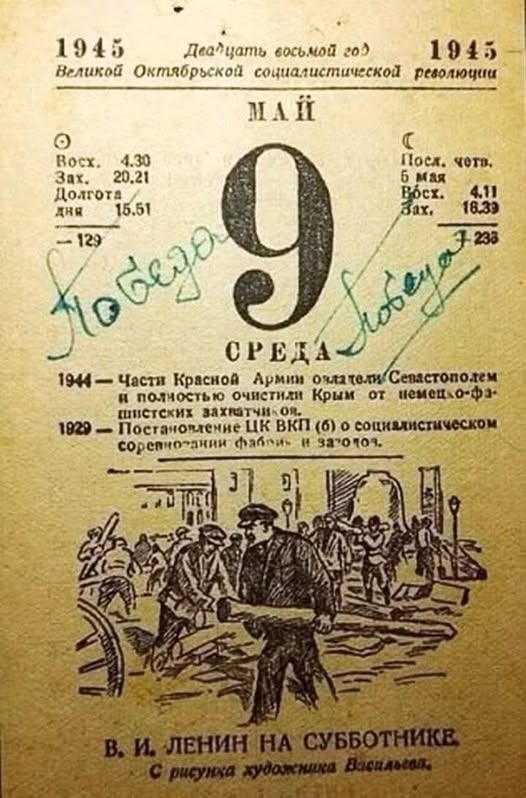 1945 Двадцать восьмой год 1945
Великой Октябрьской социалистической революции
МАЙ
Восх. 4.30
Зах. 20.21
Долгота
дня 15.51
— 129
9
Посл. четв.
5 мая
Восх. 4.11
Зах. 16.39
+ 236
Победа
Победа
СРЕДА
1944 — Части Красной Армии овладели Севастополем
и полностью очистили Крым от немецко-фа-
шистских захватчиков.
1929 — Постановление ЦК ВКП (б) о социалистическом
соревновании фабрик и заводов.
В. И. ЛЕНИН НА СУББОТНИКЕ.
С рисунка художника Васильева.